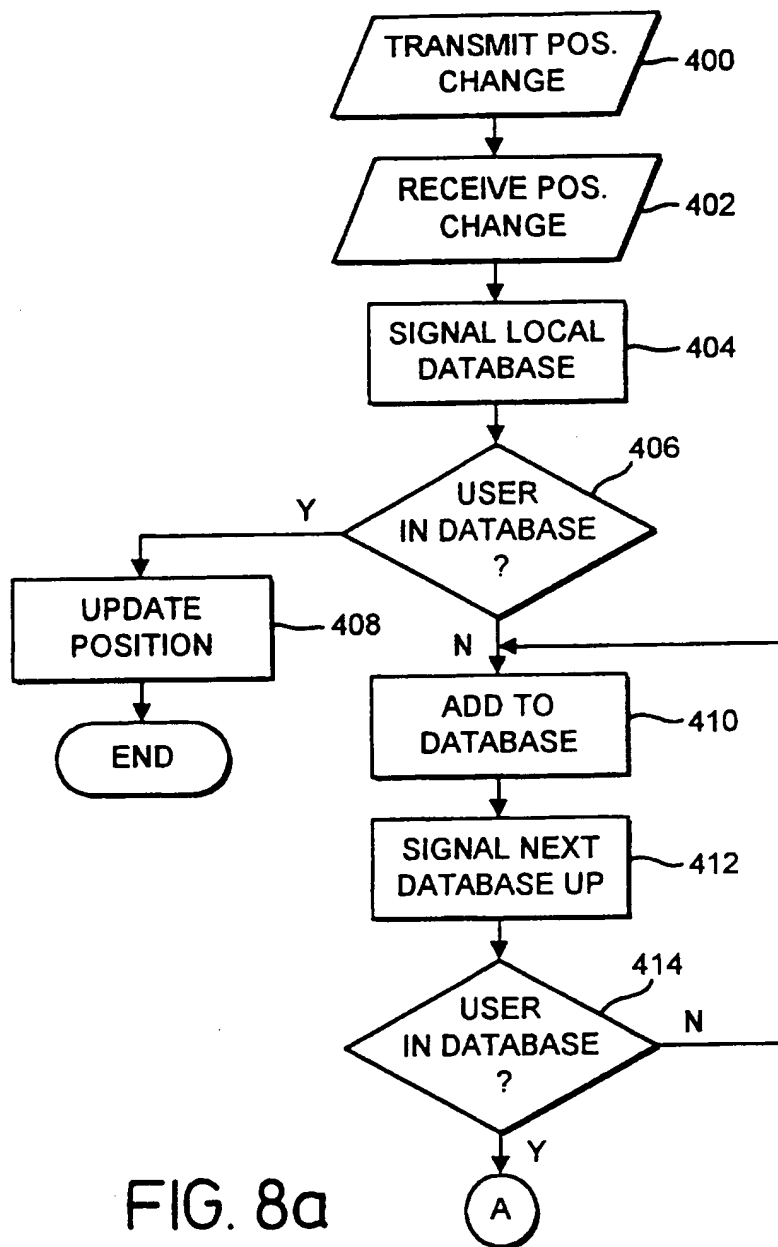 TRANSMIT POS.
CHANGE
400
RECEIVE POS.
CHANGE
402
SIGNAL LOCAL
DATABASE
404
406
USER
IN DATABASE
?
Y
UPDATE
POSITION
408
N
END
ADD TO
DATABASE
410
SIGNAL NEXT
DATABASE UP
412
414
USER
IN DATABASE
?
N
Y
A
FIG. 8a